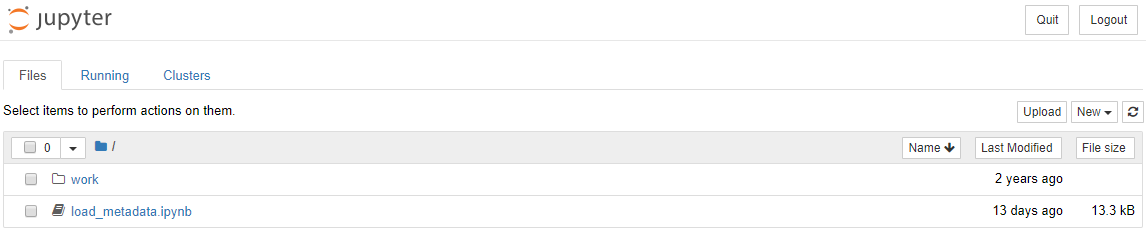 jupyter Quit Logout
Files Running Clusters
Select items to perform actions on them. Upload New
0 / Name Last Modified File size
work 2 years ago
load_metadata.ipynb 13 days ago 13.3 kB